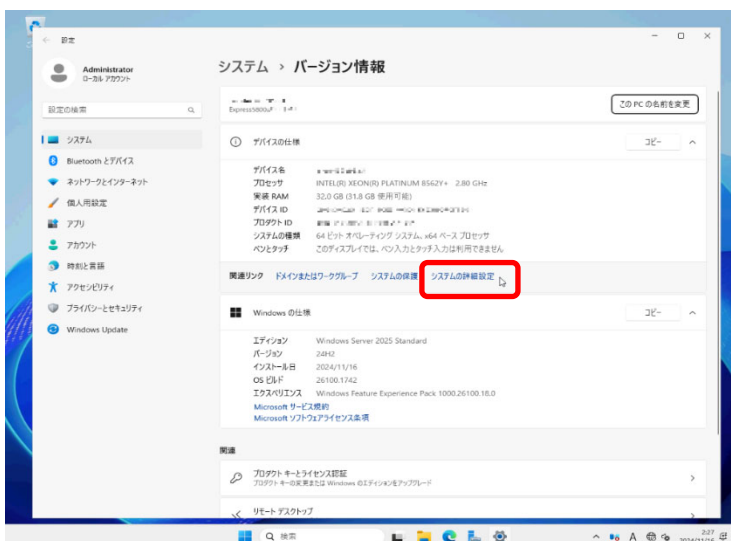 設定
Administrator
ローカル アカウント
設定の検索
システム
Bluetooth とデバイス
ネットワークとインターネット
個人用設定
アプリ
アカウント
時刻と言語
アクセシビリティ
プライバシーとセキュリティ
Windows Update
システム › バージョン情報
Express5800
この PC の名前を変更
デバイスの仕様
コピー
デバイス名
プロセッサ INTEL(R) XEON(R) PLATINUM 8562Y+ 2.80 GHz
実装 RAM 32.0 GB (31.8 GB 使用可能)
デバイス ID
プロダクト ID
システムの種類 64 ビット オペレーティング システム、x64 ベース プロセッサ
ペンとタッチ このディスプレイでは、ペン入力とタッチ入力は利用できません
関連リンク ドメインまたはワークグループ システムの保護 システムの詳細設定
Windows の仕様
コピー
エディション Windows Server 2025 Standard
バージョン 24H2
インストール日 2024/11/16
OS ビルド 26100.1742
エクスペリエンス Windows Feature Experience Pack 1000.26100.18.0
Microsoft サービス規約
Microsoft ソフトウェアライセンス条項
関連
プロダクト キーとライセンス認証
プロダクト キーの変更または Windows のエディションをアップグレード
リモート デスクトップ
検索
A
2:27
2024/11/16